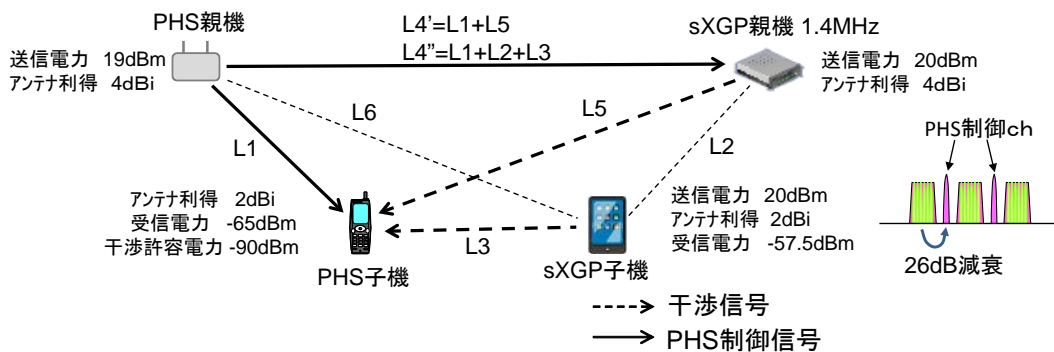 PHS親機
送信電力 19dBm
アンテナ利得 4dBi
L4'=L1+L5
L4"=L1+L2+L3
sXGP親機 1.4MHz
送信電力 20dBm
アンテナ利得 4dBi
L6
L5
L1
L2
PHS制御ch
アンテナ利得 2dBi
受信電力 -65dBm
干渉許容電力 -90dBm
PHS子機
L3
送信電力 20dBm
アンテナ利得 2dBi
受信電力 -57.5dBm
sXGP子機
26dB減衰
干渉信号
PHS制御信号